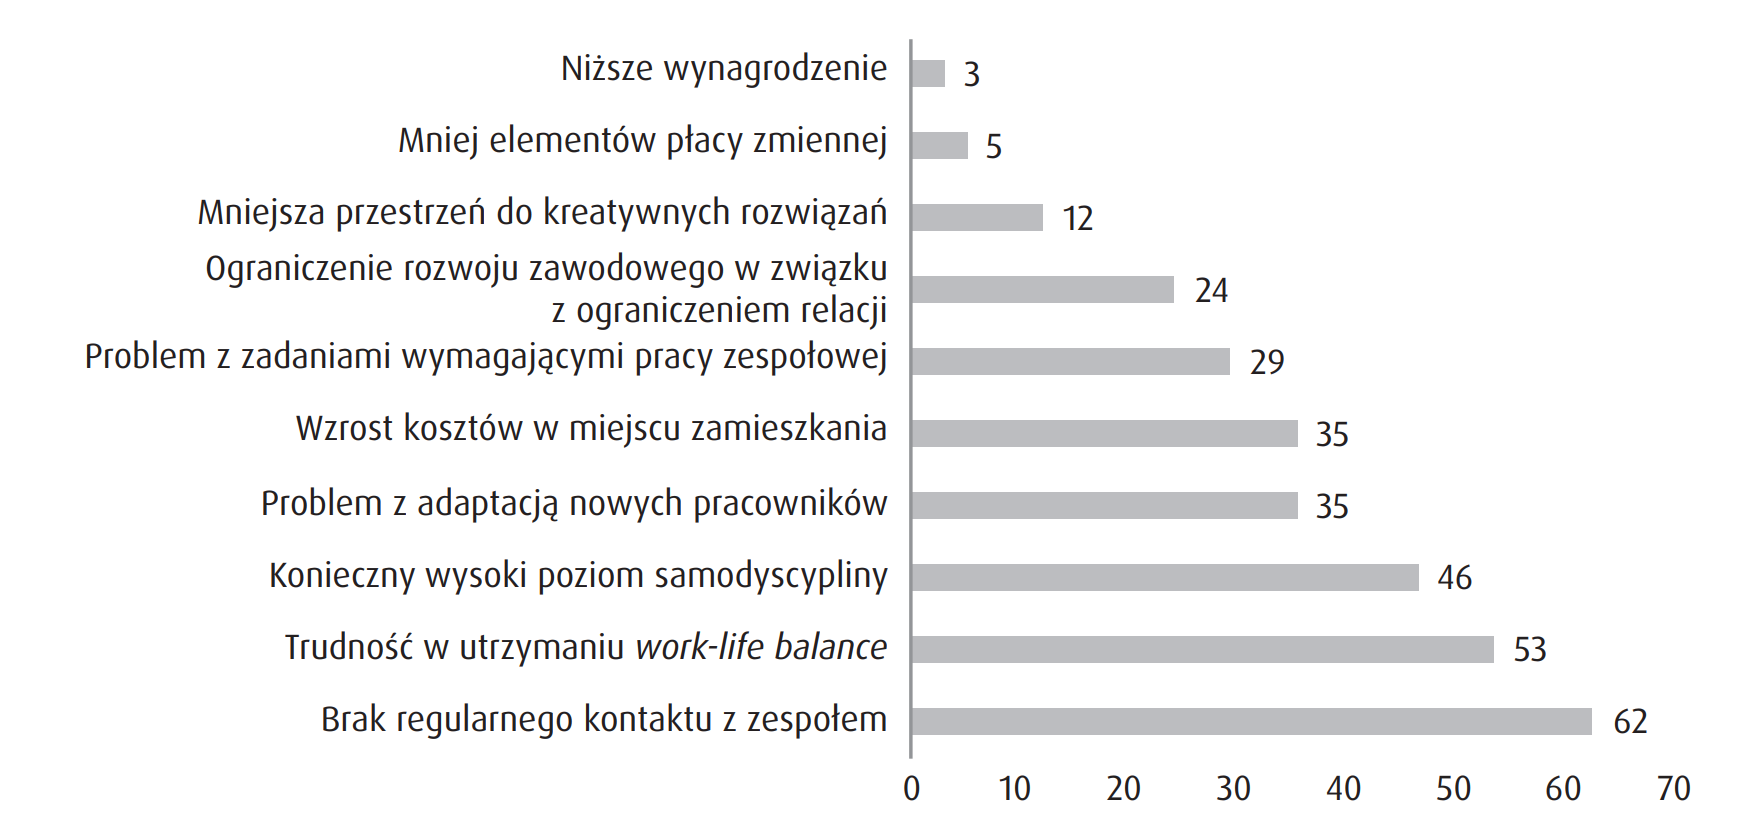 Niższe wynagrodzenie 3
Mniej elementów płacy zmiennej 5
Mniejsza przestrzeń do kreatywnych rozwiązań 12
Ograniczenie rozwoju zawodowego w związku
z ograniczeniem relacji 24
Problem z zadaniami wymagającymi pracy zespołowej 29
Wzrost kosztów w miejscu zamieszkania 35
Problem z adaptacją nowych pracowników 35
Konieczny wysoki poziom samodyscypliny 46
Trudność w utrzymaniu work-life balance 53
Brak regularnego kontaktu z zespołem 62
0 10 20 30 40 50 60 70